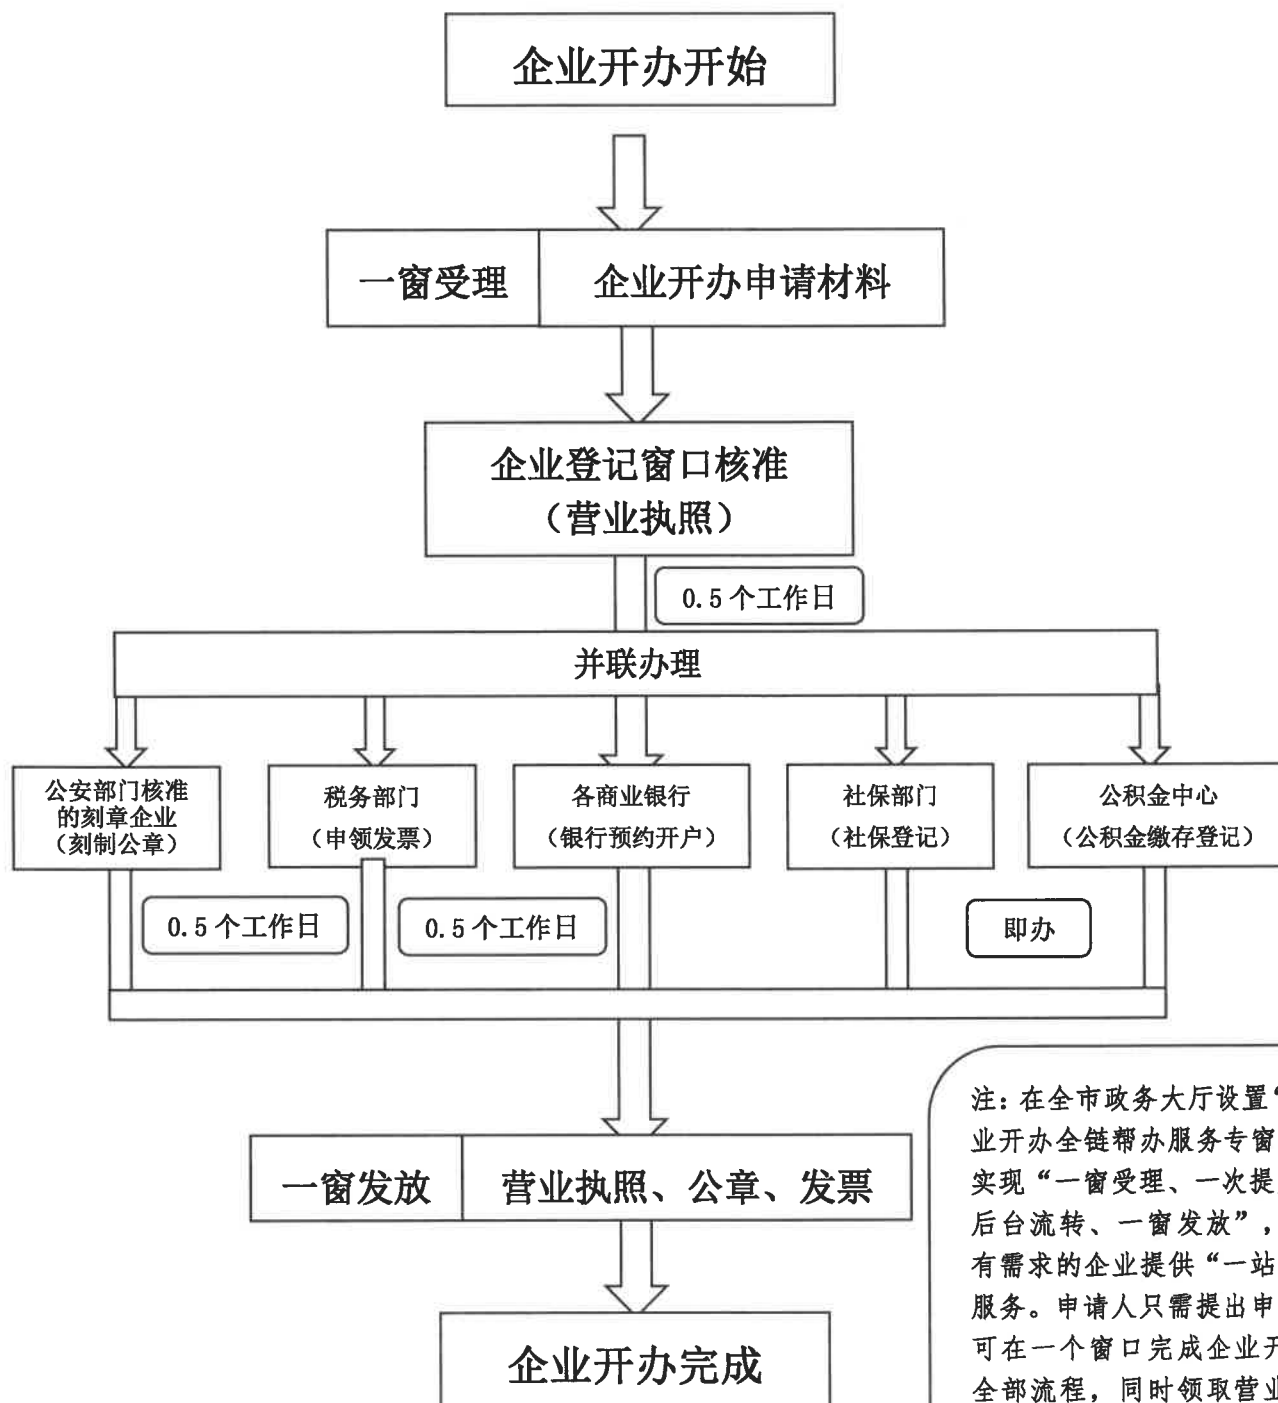 企业开办开始
一窗受理
企业开办申请材料
企业登记窗口核准
（营业执照）
0.5个工作日
并联办理
公安部门核准
的刻章企业
（刻制公章）
税务部门
（申领发票）
各商业银行
（银行预约开户）
社保部门
（社保登记）
公积金中心
（公积金缴存登记）
0.5个工作日
0.5个工作日
即办
一窗发放
营业执照、公章、发票
企业开办完成
注：在全市政务大厅设置“
业开办全链帮办服务专窗
实现“一窗受理、一次提
后台流转、一窗发放”，
有需求的企业提供“一站
服务。申请人只需提出申
可在一个窗口完成企业开
全部流程，同时领取营业